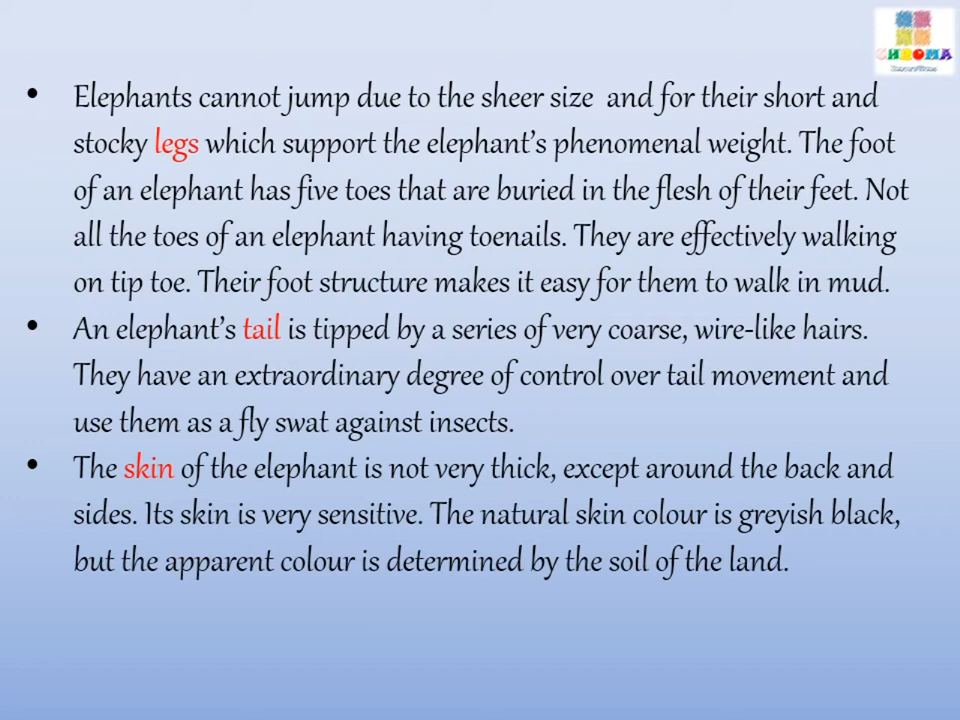 CHROMA
• Elephants cannot jump due to the sheer size and for their short and
stocky legs which support the elephant's phenomenal weight. The foot
of an elephant has five toes that are buried in the flesh of their feet. Not
all the toes of an elephant having toenails. They are effectively walking
on tip toe. Their foot structure makes it easy for them to walk in mud.
• An elephant's tail is tipped by a series of very coarse, wire-like hairs.
They have an extraordinary degree of control over tail movement and
use them as a fly swat against insects.
• The skin of the elephant is not very thick, except around the back and
sides. Its skin is very sensitive. The natural skin colour is greyish black,
but the apparent colour is determined by the soil of the land.